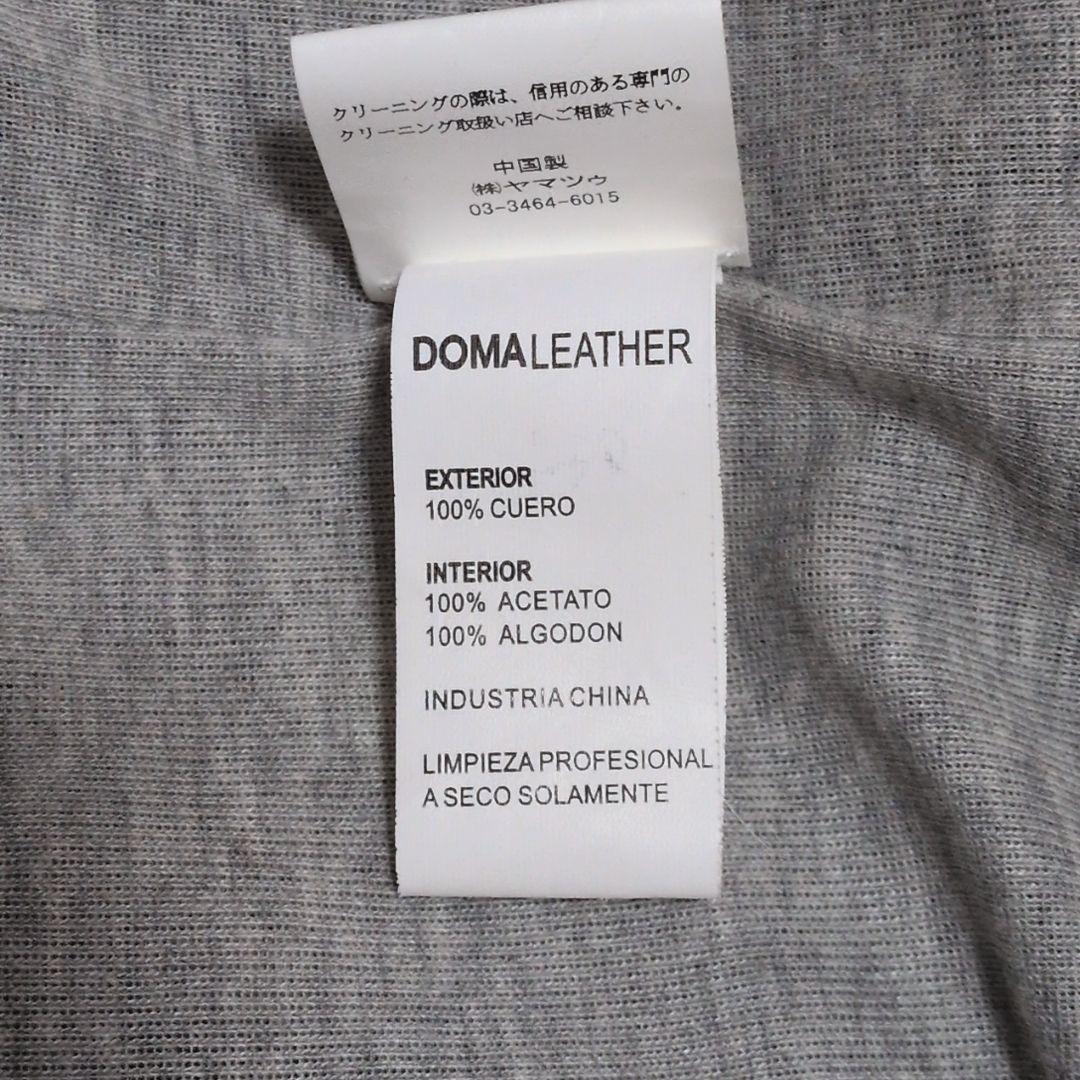 クリーニングの際は、信用のある専門の
クリーニング取扱い店へご相談下さい。
中国製
(株)ヤマツゥ
03-3464-6015
DOMALEATHER
EXTERIOR
100% CUERO
INTERIOR
100% ACETATO
100% ALGODON
INDUSTRIA CHINA
LIMPIEZA PROFESIONAL
A SECO SOLAMENTE